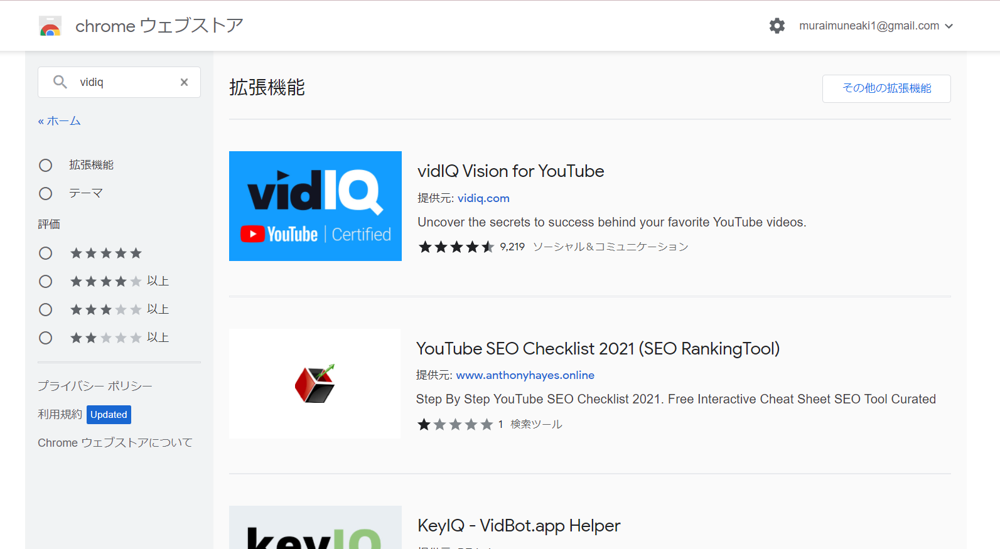 chrome ウェブストア
muraimuneaki1@gmail.com
vidiq
« ホーム
拡張機能
テーマ
評価
以上
以上
以上
プライバシー ポリシー
利用規約 Updated
Chrome ウェブストアについて
拡張機能
その他の拡張機能
vidIQ
YouTube | Certified
vidIQ Vision for YouTube
提供元: vidiq.com
Uncover the secrets to success behind your favorite YouTube videos.
9,219 ソーシャル＆コミュニケーション
YouTube SEO Checklist 2021 (SEO RankingTool)
提供元: www.anthonyhayes.online
Step By Step YouTube SEO Checklist 2021. Free Interactive Cheat Sheet SEO Tool Curated
1 検索ツール
keyIQ
KeyIQ - VidBot.app Helper